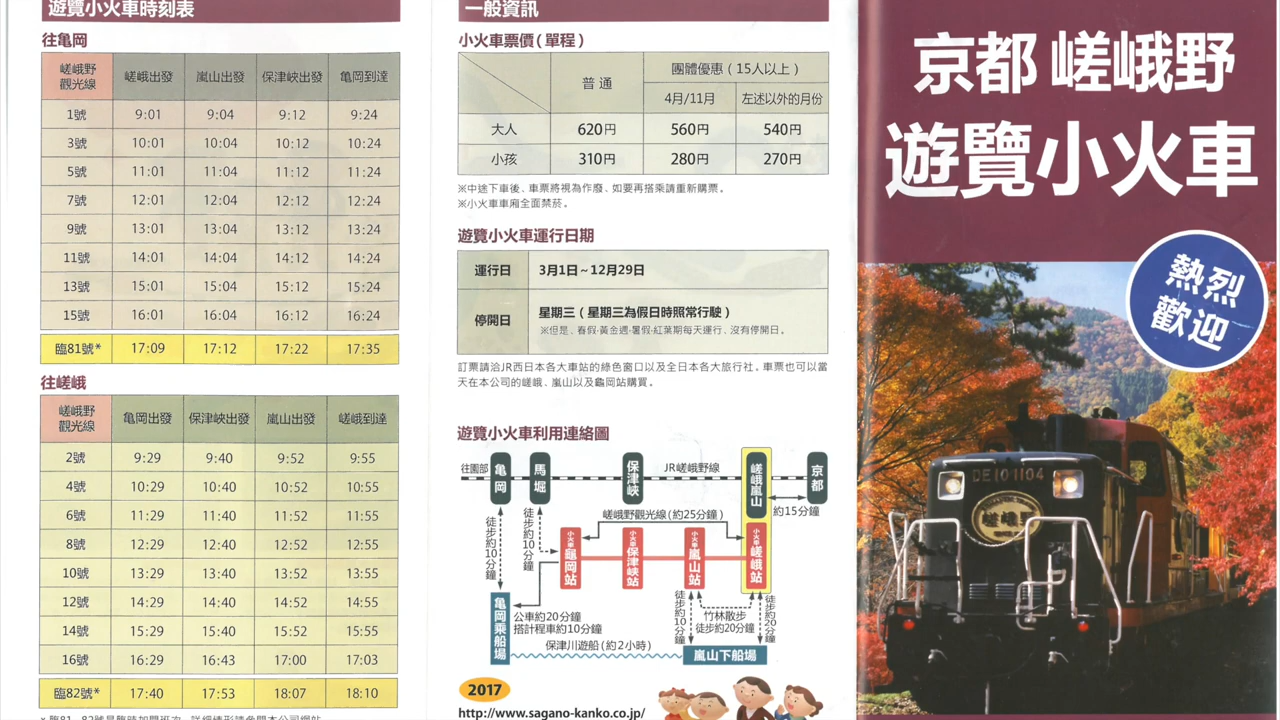 遊覽小火車時刻表
往亀岡
嵯峨野觀光線 嵯峨出發 嵐山出發 保津峽出發 亀岡到達
1號 9:01 9:04 9:12 9:24
3號 10:01 10:04 10:12 10:24
5號 11:01 11:04 11:12 11:24
7號 12:01 12:04 12:12 12:24
9號 13:01 13:04 13:12 13:24
11號 14:01 14:04 14:12 14:24
13號 15:01 15:04 15:12 15:24
15號 16:01 16:04 16:12 16:24
臨81號* 17:09 17:12 17:22 17:35
往嵯峨
嵯峨野觀光線 亀岡出發 保津峽出發 嵐山出發 嵯峨到達
2號 9:29 9:40 9:52 9:55
4號 10:29 10:40 10:52 10:55
6號 11:29 11:40 11:52 11:55
8號 12:29 12:40 12:52 12:55
10號 13:29 13:40 13:52 13:55
12號 14:29 14:40 14:52 14:55
14號 15:29 15:40 15:52 15:55
16號 16:29 16:43 17:00 17:03
臨82號* 17:40 17:53 18:07 18:10
一般資訊
小火車票價(單程)
普通 團體優惠(15人以上)
4月/11月 左述以外的月份
大人 620円 560円 540円
小孩 310円 280円 270円
※中途下車後、車票將視為作廢、如要再搭乘請重新購票。
※小火車車廂全面禁菸。
遊覽小火車運行日期
運行日 3月1日~12月29日
停開日 星期三(星期三為假日時照常行駛)
※但是、春假·黃金週·暑假·紅葉期每天運行、沒有停開日。
訂票請洽JR西日本各大車站的綠色窗口以及全日本各大旅行社。車票也可以當
天在本公司的嵯峨、嵐山以及龜岡站購買。
遊覽小火車利用連絡圖
往園部 亀岡 馬堀 保津峽 JR嵯峨野線 嵯峨嵐山 京都
約15分鐘
嵯峨野觀光線(約25分鐘)
徒步約10分鐘 徒步約10分鐘
小火車龜岡站 小火車保津峽站 小火車嵐山站 小火車嵯峨站
亀岡乘船場
公車約20分鐘
搭計程車約10分鐘
徒步約10分鐘
竹林散步
徒步約20分鐘
徒步約20分鐘
保津川遊船(約2小時)
嵐山下船場
2017
http://www.sagano-kanko.co.jp/
京都 嵯峨野
遊覽小火車
熱烈
歡迎
DE10 1104
嵯峨野